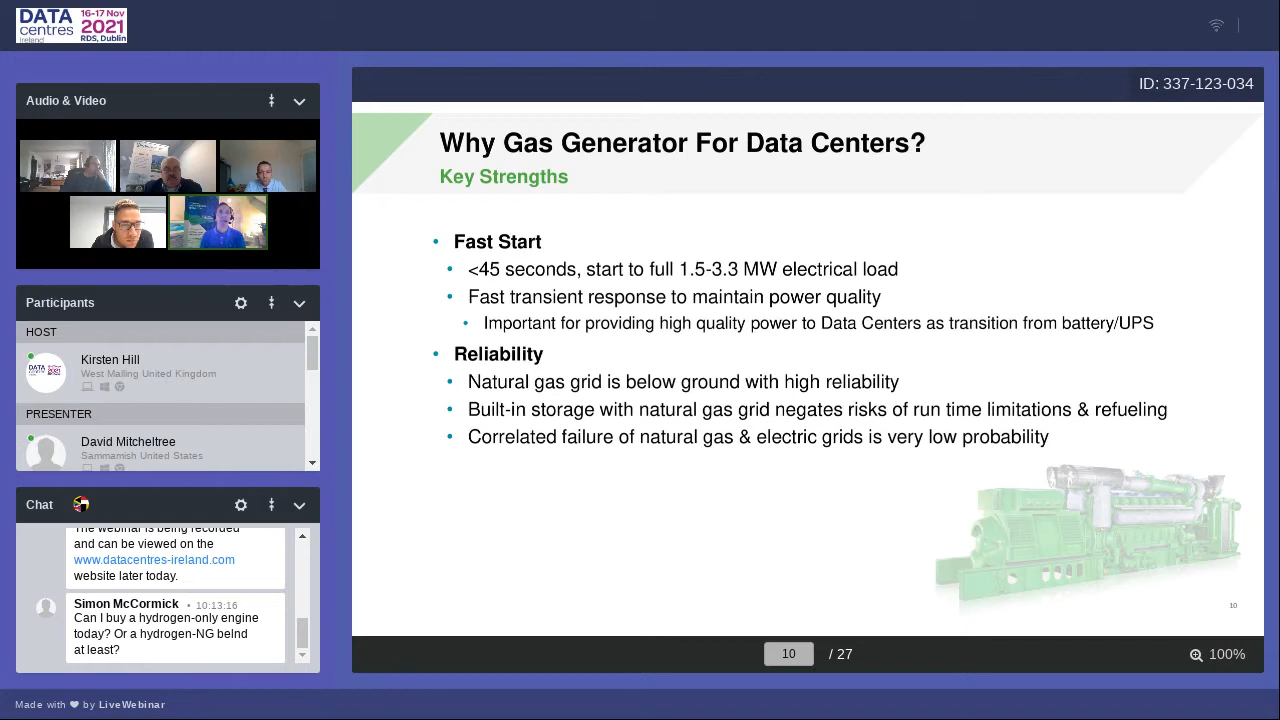 DATA
centres
ireland
16-17 Nov
2021
RDS, Dublin
ID: 337-123-034
Audio & Video
Participants
HOST
Kirsten Hill
West Malling United Kingdom
PRESENTER
David Mitcheltree
Sammamish United States
Chat
The webinar is being recorded
and can be viewed on the
www.datacentres-ireland.com
website later today.
Simon McCormick • 10:13:16
Can I buy a hydrogen-only engine
today? Or a hydrogen-NG belnd
at least?
Why Gas Generator For Data Centers?
Key Strengths
• Fast Start
• <45 seconds, start to full 1.5-3.3 MW electrical load
• Fast transient response to maintain power quality
• Important for providing high quality power to Data Centers as transition from battery/UPS
• Reliability
• Natural gas grid is below ground with high reliability
• Built-in storage with natural gas grid negates risks of run time limitations & refueling
• Correlated failure of natural gas & electric grids is very low probability
10
10 / 27
100%
Made with ❤ by LiveWebinar